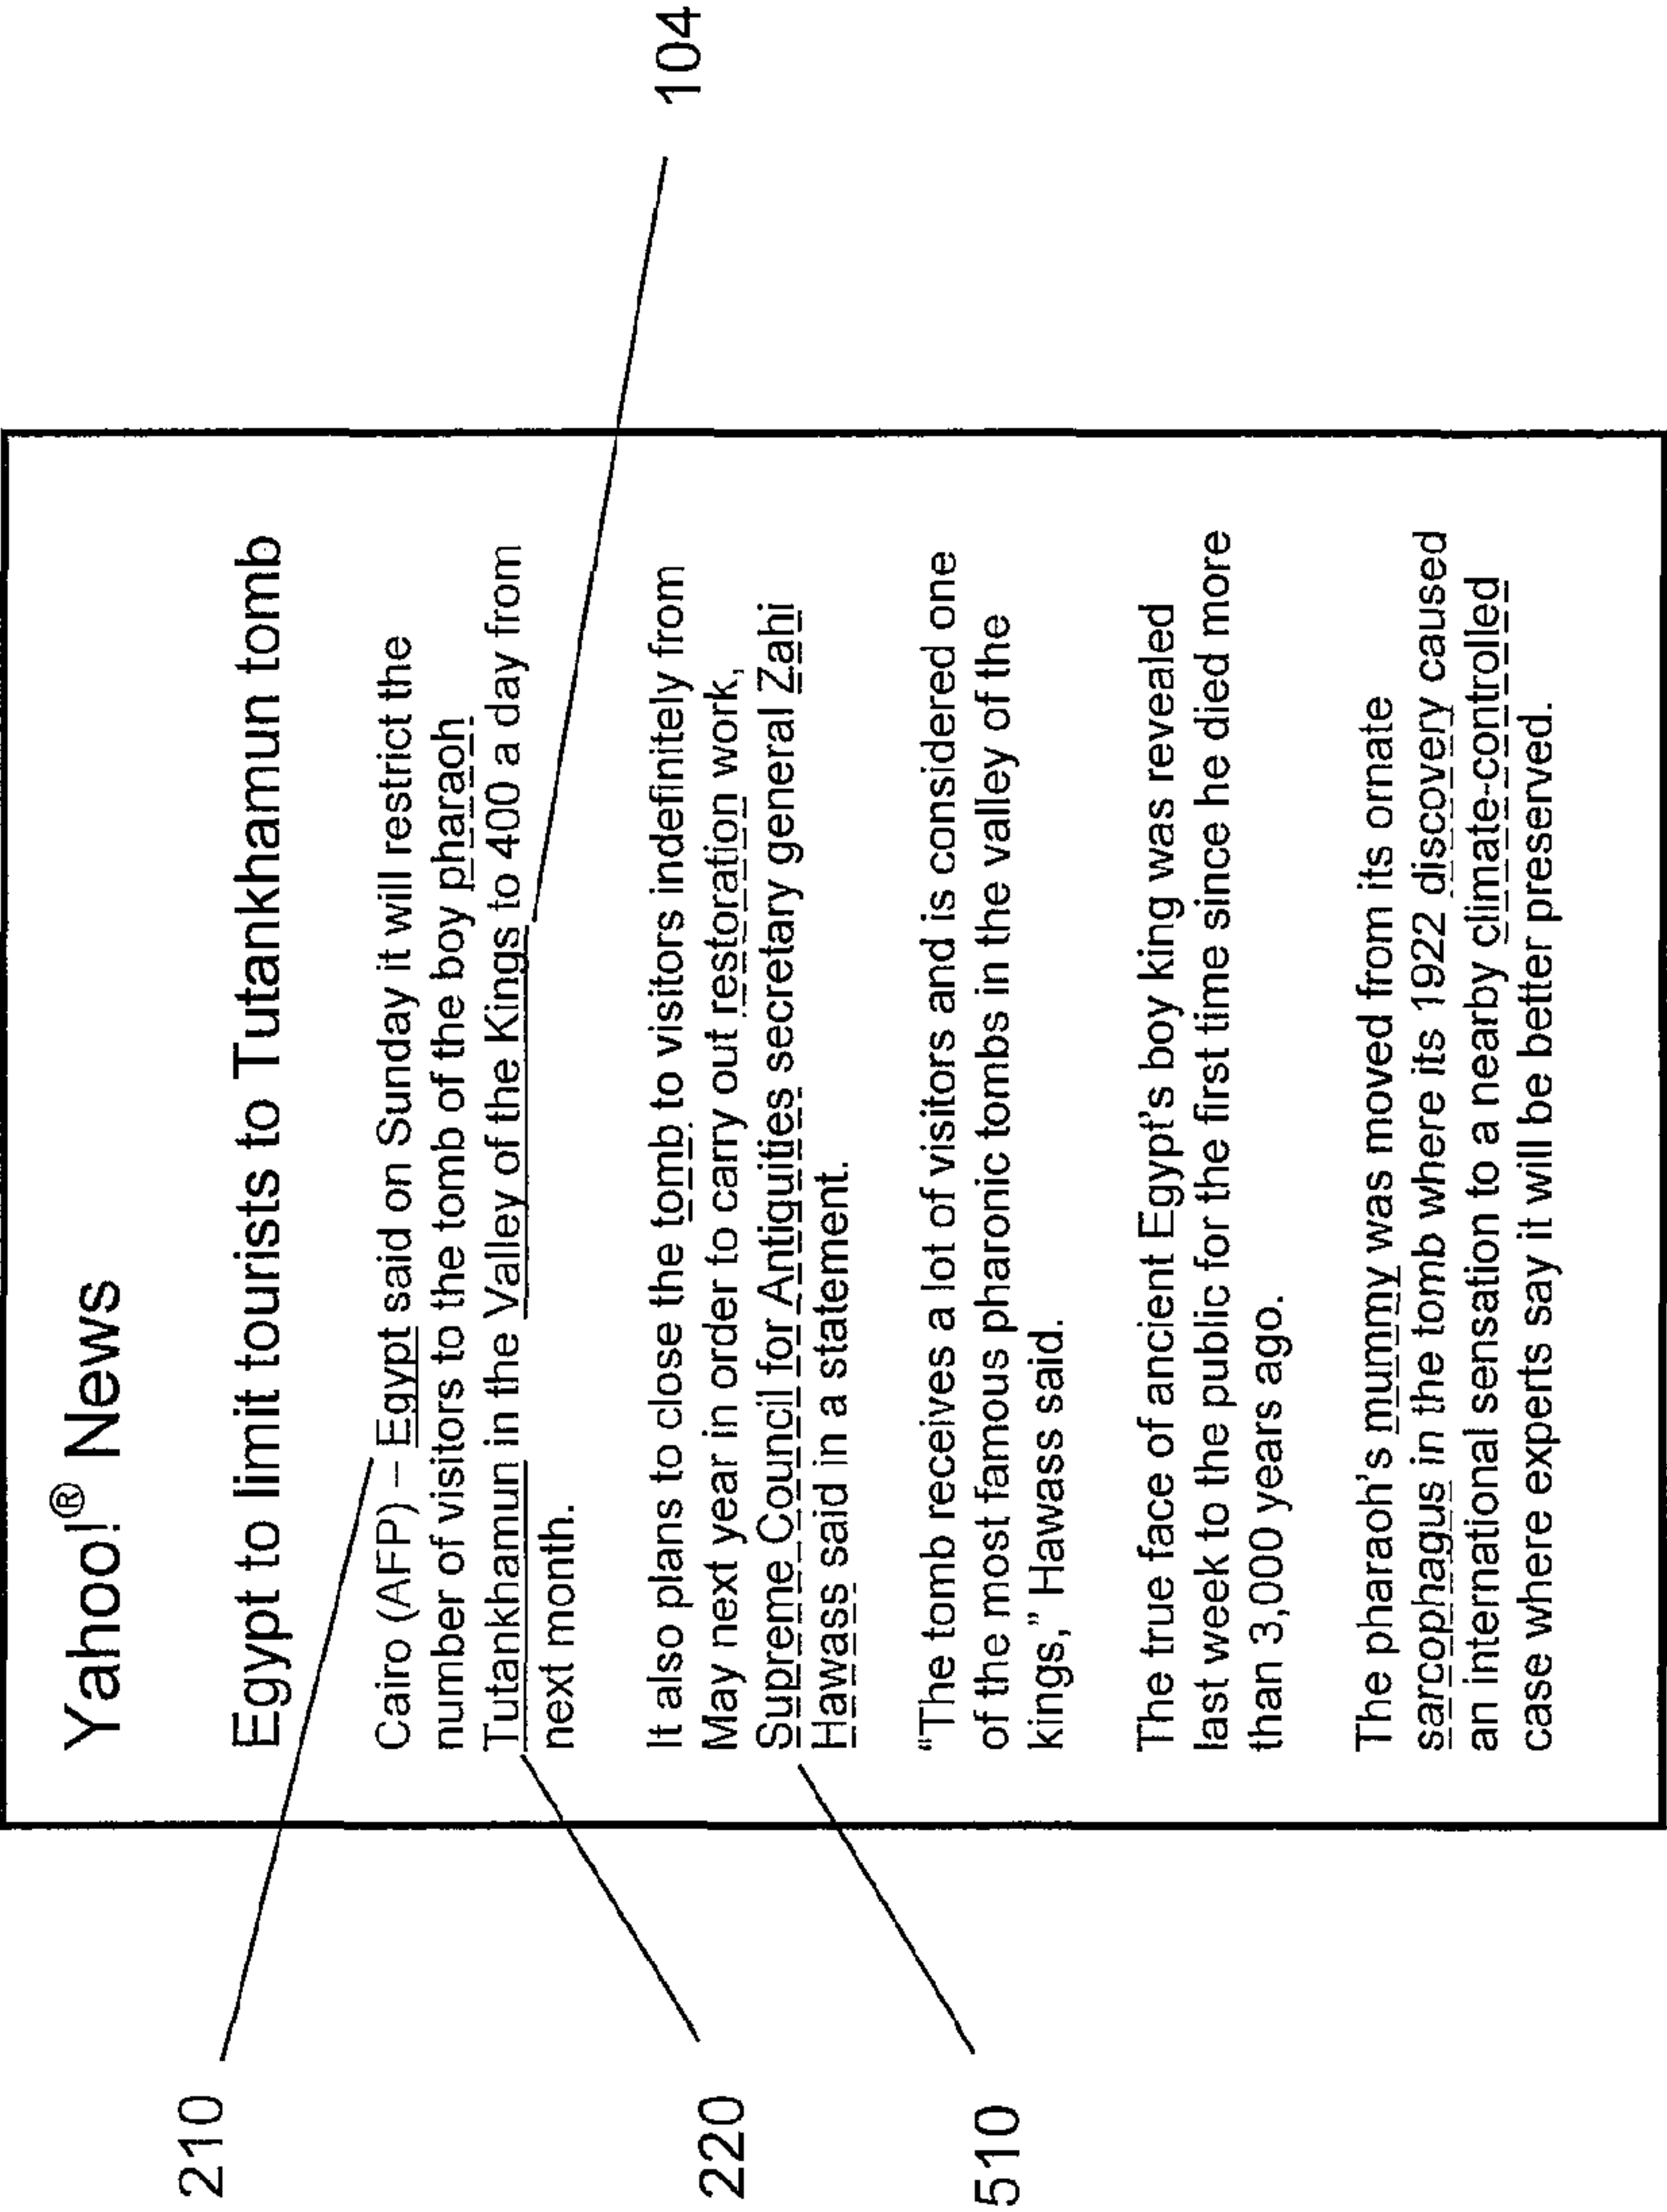 104
Yahoo!® News
Egypt to limit tourists to Tutankhamun tomb
Cairo (AFP) – Egypt said on Sunday it will restrict the
number of visitors to the tomb of the boy pharaoh
Tutankhamun in the Valley of the Kings to 400 a day from
next month.
It also plans to close the tomb to visitors indefinitely from
May next year in order to carry out restoration work,
Supreme Council for Antiquities secretary general Zahi
Hawass said in a statement.
“The tomb receives a lot of visitors and is considered one
of the most famous pharonic tombs in the valley of the
kings,” Hawass said.
The true face of ancient Egypt’s boy king was revealed
last week to the public for the first time since he died more
than 3,000 years ago.
The pharaoh’s mummy was moved from its ornate
sarcophagus in the tomb where its 1922 discovery caused
an international sensation to a nearby climate-controlled
case where experts say it will be better preserved.
210
220
510